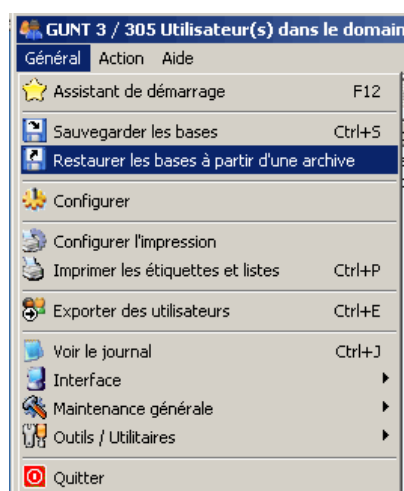 GUNT 3 / 305 Utilisateur(s) dans le domain
Général Action Aide
Assistant de démarrage F12
Sauvegarder les bases Ctrl+S
Restaurer les bases à partir d'une archive
Configurer
Configurer l'impression
Imprimer les étiquettes et listes Ctrl+P
Exporter des utilisateurs Ctrl+E
Voir le journal Ctrl+J
Interface
Maintenance générale
Outils / Utilitaires
Quitter